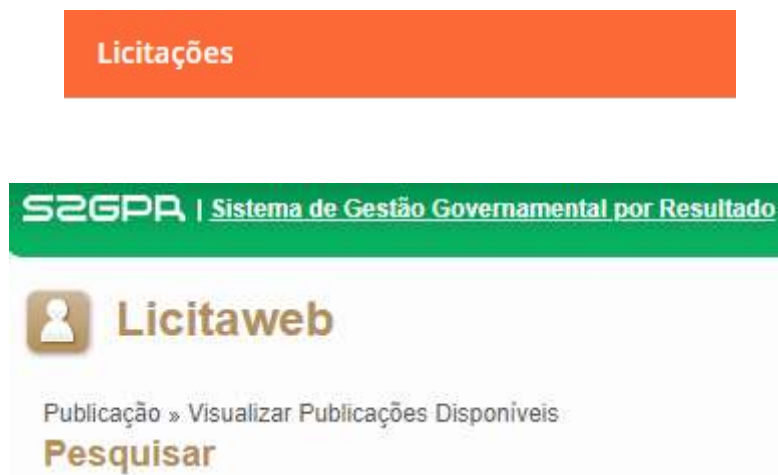 Licitações
S2GPR | Sistema de Gestão Governamental por Resultado
Licitaweb
Publicação » Visualizar Publicações Disponíveis
Pesquisar